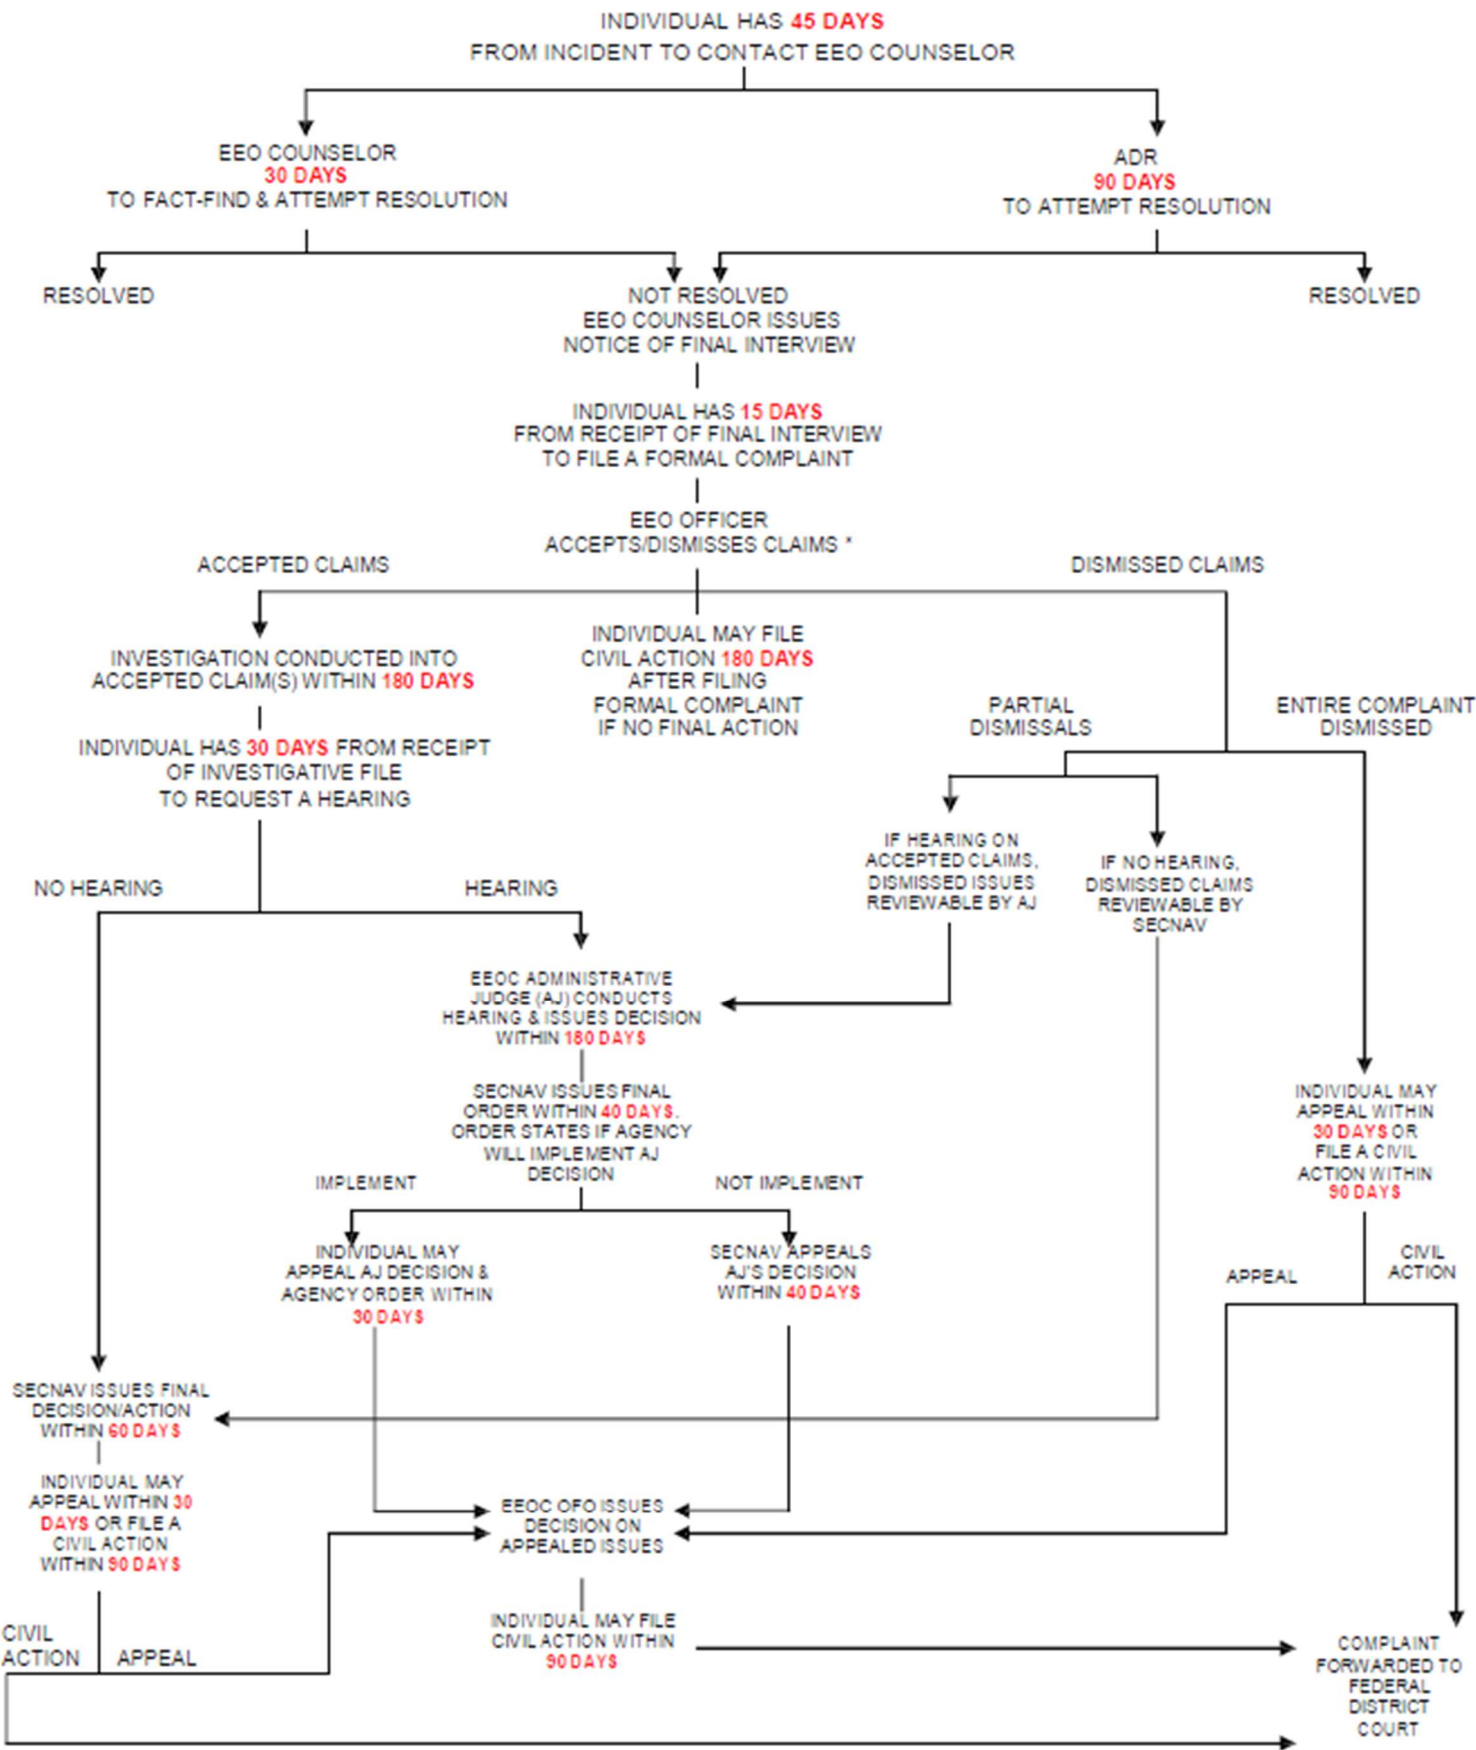 INDIVIDUAL HAS 45 DAYS
FROM INCIDENT TO CONTACT EEO COUNSELOR
EEO COUNSELOR
30 DAYS
TO FACT-FIND & ATTEMPT RESOLUTION
ADR
90 DAYS
TO ATTEMPT RESOLUTION
RESOLVED
NOT RESOLVED
EEO COUNSELOR ISSUES
NOTICE OF FINAL INTERVIEW
RESOLVED
INDIVIDUAL HAS 15 DAYS
FROM RECEIPT OF FINAL INTERVIEW
TO FILE A FORMAL COMPLAINT
EEO OFFICER
ACCEPTS/DISMISSES CLAIMS *
ACCEPTED CLAIMS
DISMISSED CLAIMS
INVESTIGATION CONDUCTED INTO
ACCEPTED CLAIM(S) WITHIN 180 DAYS
INDIVIDUAL MAY FILE
CIVIL ACTION 180 DAYS
AFTER FILING
FORMAL COMPLAINT
IF NO FINAL ACTION
PARTIAL
DISMISSALS
ENTIRE COMPLAINT
DISMISSED
INDIVIDUAL HAS 30 DAYS FROM RECEIPT
OF INVESTIGATIVE FILE
TO REQUEST A HEARING
IF HEARING ON
ACCEPTED CLAIMS,
DISMISSED ISSUES
REVIEWABLE BY AJ
IF NO HEARING,
DISMISSED CLAIMS
REVIEWABLE BY
SECNAV
NO HEARING
HEARING
EEOC ADMINISTRATIVE
JUDGE (AJ) CONDUCTS
HEARING & ISSUES DECISION
WITHIN 180 DAYS
SECNAV ISSUES FINAL
ORDER WITHIN 40 DAYS.
ORDER STATES IF AGENCY
WILL IMPLEMENT AJ
DECISION
INDIVIDUAL MAY
APPEAL WITHIN
30 DAYS OR
FILE A CIVIL
ACTION WITHIN
90 DAYS
IMPLEMENT
NOT IMPLEMENT
INDIVIDUAL MAY
APPEAL AJ DECISION &
AGENCY ORDER WITHIN
30 DAYS
SECNAV APPEALS
AJ'S DECISION
WITHIN 40 DAYS
APPEAL
CIVIL
ACTION
SECNAV ISSUES FINAL
DECISION/ACTION
WITHIN 60 DAYS
INDIVIDUAL MAY
APPEAL WITHIN 30
DAYS OR FILE A
CIVIL ACTION
WITHIN 90 DAYS
EEOC OFO ISSUES
DECISION ON
APPEALED ISSUES
CIVIL
ACTION
APPEAL
INDIVIDUAL MAY FILE
CIVIL ACTION WITHIN
90 DAYS
COMPLAINT
FORWARDED TO
FEDERAL
DISTRICT
COURT